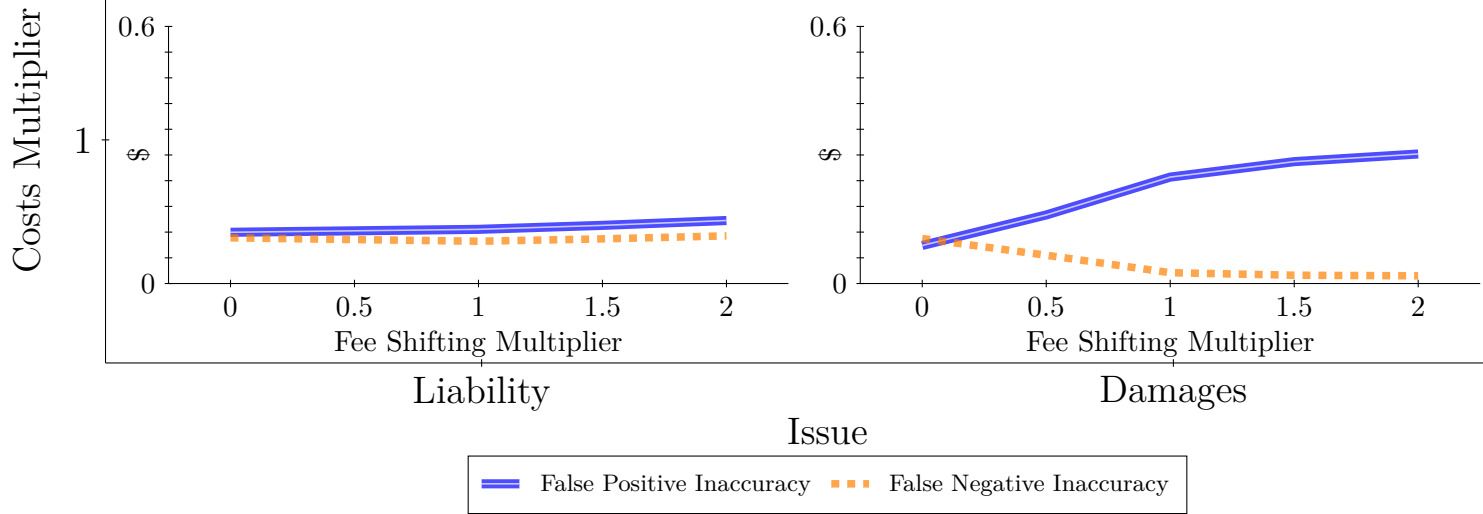 Costs Multiplier
1
0.6
$
0
0 0.5 1 1.5 2
Fee Shifting Multiplier
Liability
0.6
$
0
0 0.5 1 1.5 2
Fee Shifting Multiplier
Damages
Issue
False Positive Inaccuracy False Negative Inaccuracy